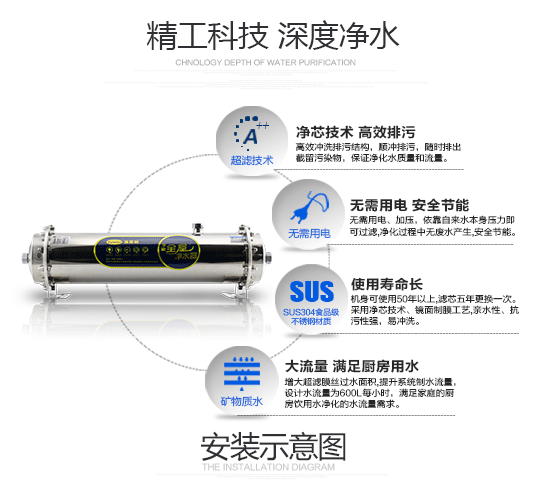 精工科技 深度净水
CHNOLOGY DEPTH OF WATER PURIFICATION
A++
超滤技术
净芯技术 高效排污
高效冲洗排污结构，顺冲排污，随时排出
截留污染物，保证净化水质量和流量。
无需用电
无需用电 安全节能
无需用电、加压，依靠自来水本身压力即
可过滤,净化过程中无废水产生,安全节能。
全屋
净水器
SUS
SUS304食品级
不锈钢材质
使用寿命长
机身可使用50年以上,滤芯五年更换一次。
采用净芯技术、镜面制膜工艺,亲水性、抗
污性强，易冲洗。
矿物质水
大流量 满足厨房用水
增大超滤膜丝过水面积,提升系统制水流量，
设计水流量为600L每小时，满足家庭的厨
房饮用水净化的水流量需求。
安装示意图
THE INSTALLATION DIAGRAM